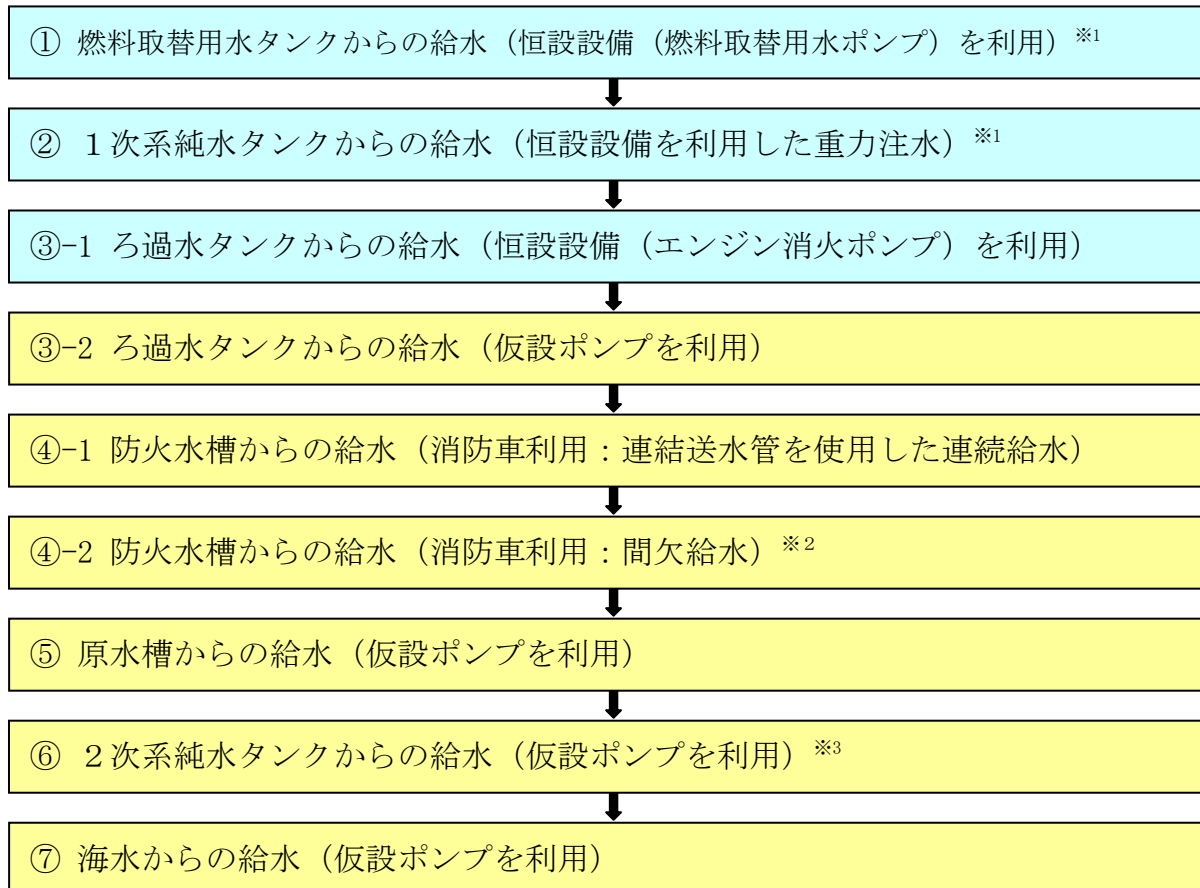 ① 燃料取替用水タンクからの給水（恒設設備（燃料取替用水ポンプ）を利用）※1
② １次系純水タンクからの給水（恒設設備を利用した重力注水）※1
③-1 ろ過水タンクからの給水（恒設設備（エンジン消火ポンプ）を利用）
③-2 ろ過水タンクからの給水（仮設ポンプを利用）
④-1 防火水槽からの給水（消防車利用：連結送水管を使用した連続給水）
④-2 防火水槽からの給水（消防車利用：間欠給水）※２
⑤ 原水槽からの給水（仮設ポンプを利用）
⑥ ２次系純水タンクからの給水（仮設ポンプを利用）※3
⑦ 海水からの給水（仮設ポンプを利用）